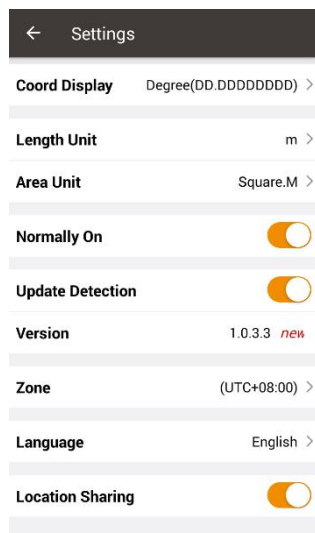 Settings
Coord Display Degree(DD.DDDDDDDD)
Length Unit m
Area Unit Square.M
Normally On
Update Detection
Version 1.0.3.3 new
Zone (UTC+08:00)
Language English
Location Sharing